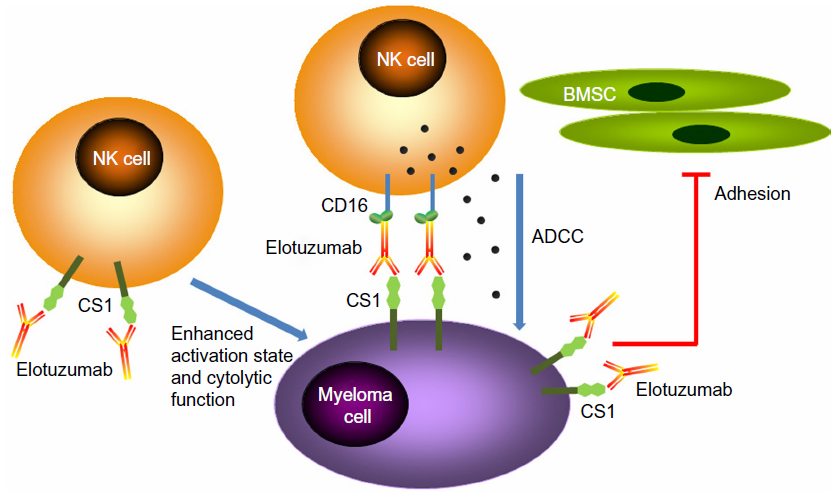 NK cell
BMSC
NK cell
Adhesion
CD16
ADCC
Elotuzumab
CS1
CS1
Enhanced
activation state
and cytolytic
function
Elotuzumab
Myeloma
cell
Elotuzumab
CS1